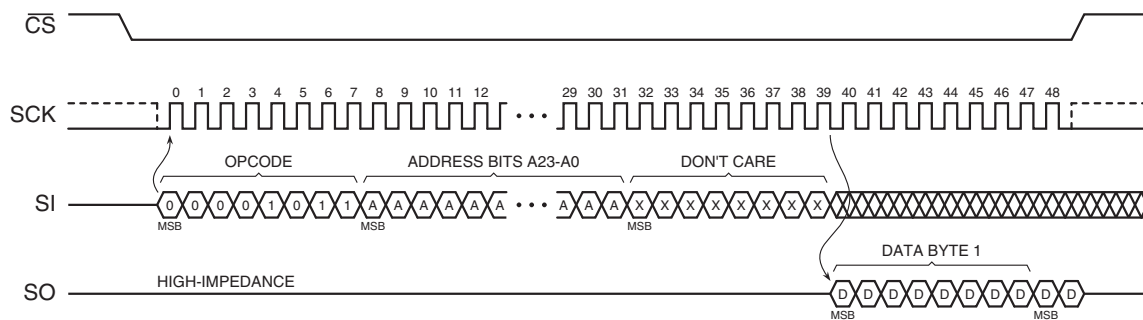 CS
0 1 2 3 4 5 6 7 8 9 10 11 12 29 30 31 32 33 34 35 36 37 38 39 40 41 42 43 44 45 46 47 48
SCK
OPCODE ADDRESS BITS A23-A0 DON'T CARE
SI 0 0 0 0 1 0 1 1 A A A A A A A A A X X X X X X X X
MSB MSB MSB
DATA BYTE 1
HIGH-IMPEDANCE
SO D D D D D D D D D D
MSB MSB